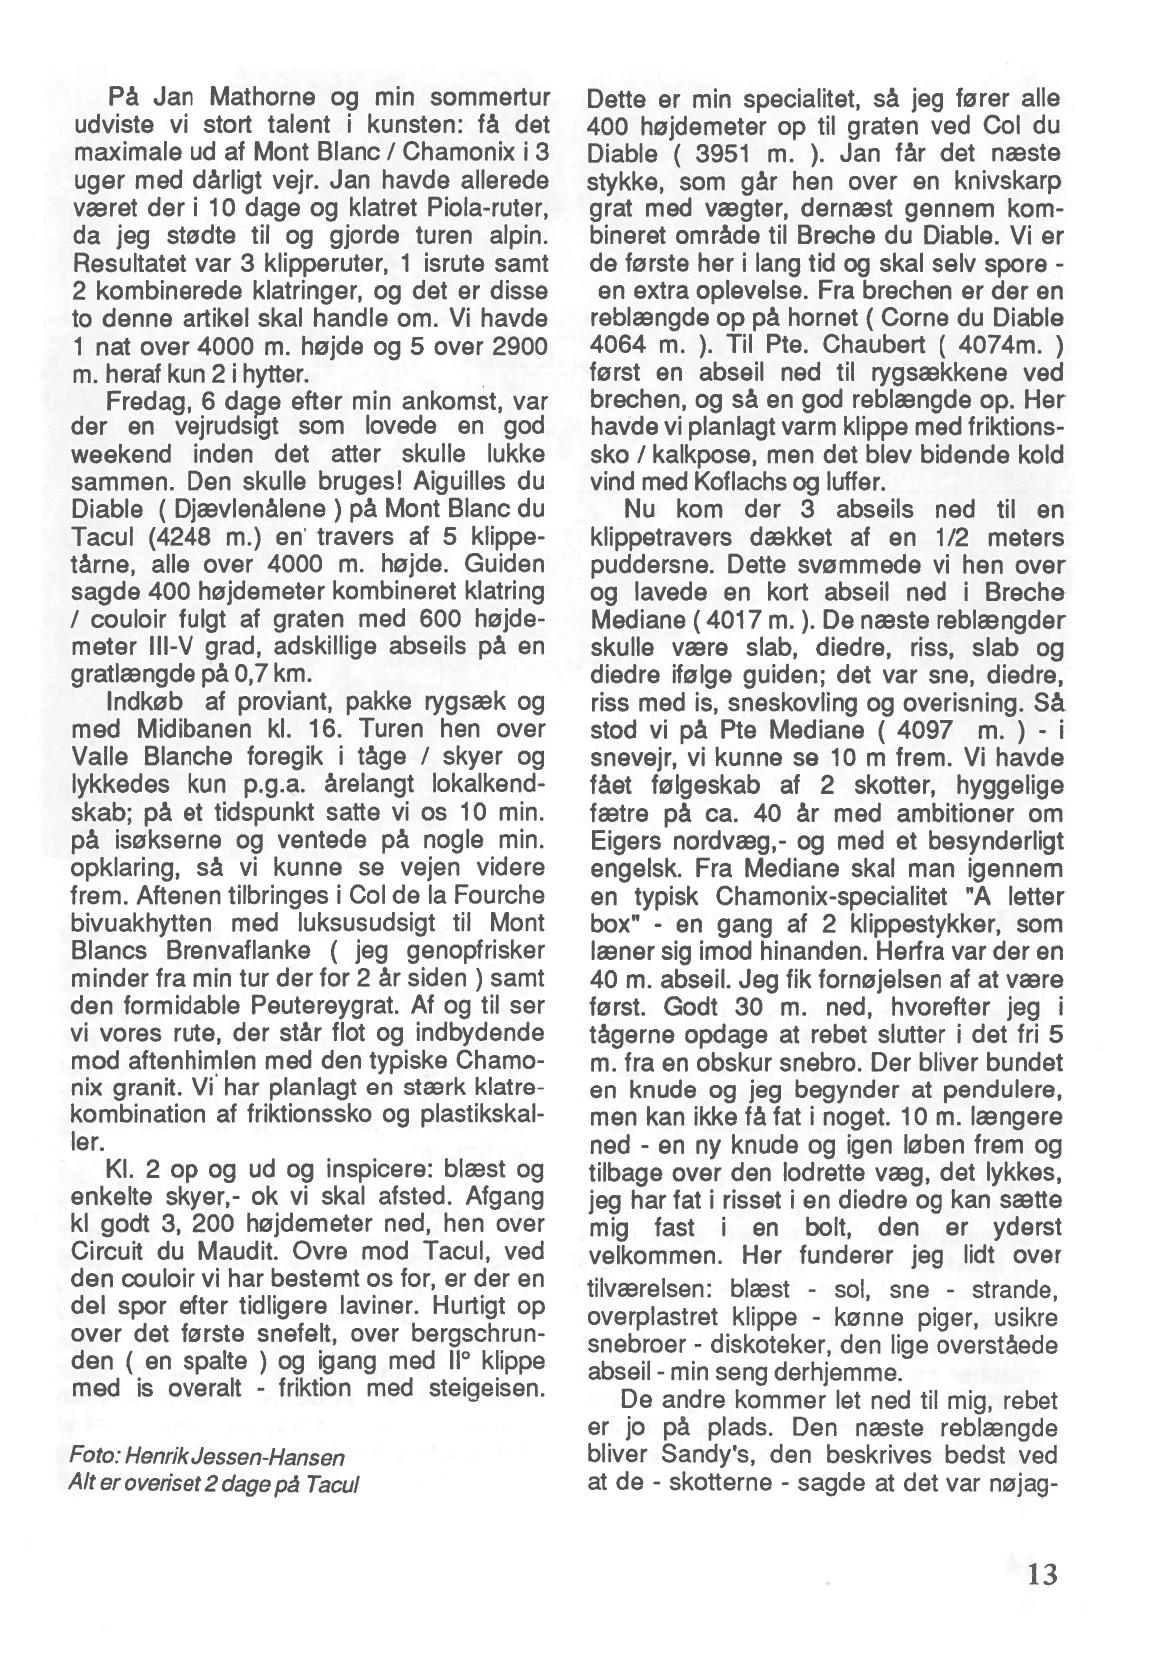 På Jan Mathorne og min sommertur
udviste vi stort talent i kunsten: få det
maximale ud af Mont Blanc / Chamonix i 3
uger med dårligt vejr. Jan havde allerede
været der i 10 dage og klatret Piola-ruter,
da jeg stødte til og gjorde turen alpin.
Resultatet var 3 klipperuter, 1 isrute samt
2 kombinerede klatringer, og det er disse
to denne artikel skal handle om. Vi havde
1 nat over 4000 m. højde og 5 over 2900
m. heraf kun 2 i hytter.
Fredag, 6 dage efter min ankomst, var
der en vejrudsigt som lovede en god
weekend inden det atter skulle lukke
sammen. Den skulle bruges! Aiguilles du
Diable ( Djævlenålene ) på Mont Blanc du
Tacul (4248 m.) en travers af 5 klippe-
tårne, alle over 4000 m. højde. Guiden
sagde 400 højdemeter kombineret klatring
/ couloir fulgt af graten med 600 højde-
meter III-V grad, adskillige abseils på en
gratlængde på 0,7 km.
Indkøb af proviant, pakke rygsæk og
med Midibanen kl. 16. Turen hen over
Valle Blanche foregik i tåge / skyer og
lykkedes kun p.g.a. årelangt lokalkend-
skab; på et tidspunkt satte vi os 10 min.
på isøkserne og ventede på nogle min.
opklaring, så vi kunne se vejen videre
frem. Aftenen tilbringes i Col de la Fourche
bivuakhytten med luksusudsigt til Mont
Blancs Brenvaflanke ( jeg genopfrisker
minder fra min tur der for 2 år siden ) samt
den formidable Peutereygrat. Af og til ser
vi vores rute, der står flot og indbydende
mod aftenhimlen med den typiske Chamo-
nix granit. Vi har planlagt en stærk klatre-
kombination af friktionssko og plastikskal-
ler.
Kl. 2 op og ud og inspicere: blæst og
enkelte skyer,- ok vi skal afsted. Afgang
kl godt 3, 200 højdemeter ned, hen over
Circuit du Maudit. Ovre mod Tacul, ved
den couloir vi har bestemt os for, er der en
del spor efter tidligere laviner. Hurtigt op
over det første snefelt, over bergschrun-
den ( en spalte ) og igang med II° klippe
med is overalt - friktion med steigeisen.
Foto: Henrik Jessen-Hansen
Alt er overiset 2 dage på Tacul
Dette er min specialitet, så jeg fører alle
400 højdemeter op til graten ved Col du
Diable ( 3951 m. ). Jan får det næste
stykke, som går hen over en knivskarp
grat med vægter, dernæst gennem kom-
bineret område til Breche du Diable. Vi er
de første her i lang tid og skal selv spore -
en extra oplevelse. Fra brechen er der en
reblængde op på hornet ( Corne du Diable
4064 m. ). Til Pte. Chaubert ( 4074m. )
først en abseil ned til rygsækkene ved
brechen, og så en god reblængde op. Her
havde vi planlagt varm klippe med friktions-
sko / kalkpose, men det blev bidende kold
vind med Koflachs og luffer.
Nu kom der 3 abseils ned til en
klippetravers dækket af en 1/2 meters
puddersne. Dette svømmede vi hen over
og lavede en kort abseil ned i Breche
Mediane ( 4017 m. ). De næste reblængder
skulle være slab, diedre, riss, slab og
diedre ifølge guiden; det var sne, diedre,
riss med is, sneskovling og overisning. Så
stod vi på Pte Mediane ( 4097 m. ) - i
snevejr, vi kunne se 10 m frem. Vi havde
fået følgeskab af 2 skotter, hyggelige
fætre på ca. 40 år med ambitioner om
Eigers nordvæg,- og med et besynderligt
engelsk. Fra Mediane skal man igennem
en typisk Chamonix-specialitet "A letter
box" - en gang af 2 klippestykker, som
læner sig imod hinanden. Herfra var der en
40 m. abseil. Jeg fik fornøjelsen af at være
først. Godt 30 m. ned, hvorefter jeg i
tågerne opdage at rebet slutter i det fri 5
m. fra en obskur snebro. Der bliver bundet
en knude og jeg begynder at pendulere,
men kan ikke få fat i noget. 10 m. længere
ned - en ny knude og igen løben frem og
tilbage over den lodrette væg, det lykkes,
jeg har fat i risset i en diedre og kan sætte
mig fast i en bolt, den er yderst
velkommen. Her funderer jeg lidt over
tilværelsen: blæst - sol, sne - strande,
overplastret klippe - kønne piger, usikre
snebroer - diskoteker, den lige overståede
abseil - min seng derhjemme.
De andre kommer let ned til mig, rebet
er jo på plads. Den næste reblængde
bliver Sandy's, den beskrives bedst ved
at de - skotterne - sagde at det var nøjag-
13